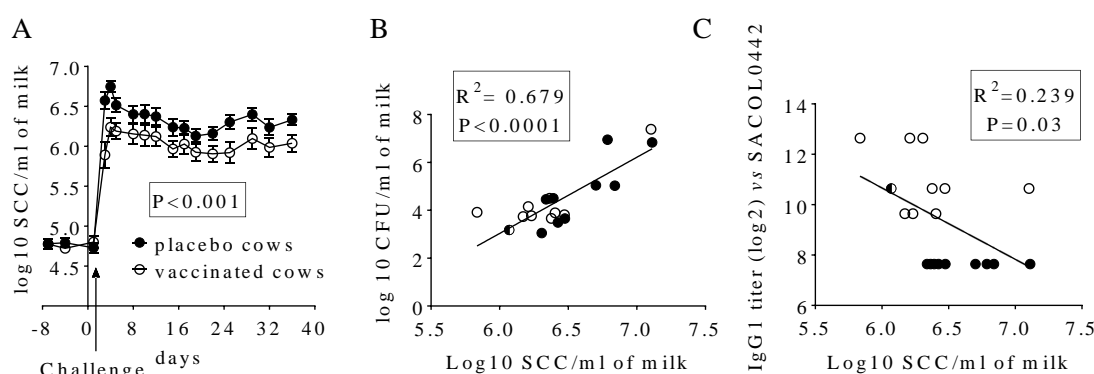 A
log10 SCC/ml of milk
7.0
6.5
6.0
5.5
5.0
4.5
P<0.001
placebo cows
vaccinated cows
-8 0 8 16 24 32 40
days
Challenge
B
log 10 CFU/ml of milk
R2= 0.679
P<0.0001
8
6
4
2
0
5.5 6.0 6.5 7.0 7.5
Log10 SCC/ml of milk
C
IgG1 titer (log2) vs SACOL0442
R2=0.239
P=0.03
14
12
10
8
6
5.5 6.0 6.5 7.0 7.5
Log10 SCC/ml of milk